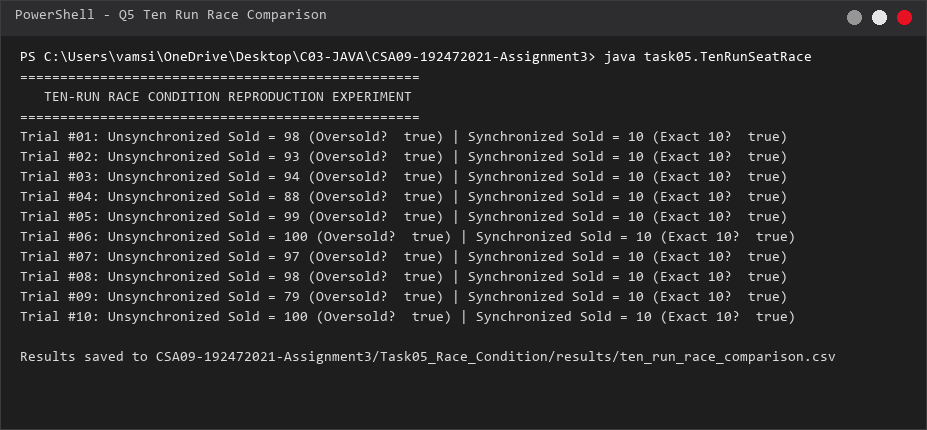 PowerShell - Q5 Ten Run Race Comparison
PS C:\Users\vamsi\OneDrive\Desktop\C03-JAVA\CSA09-192472021-Assignment3> java task05.TenRunSeatRace
==================================================
   TEN-RUN RACE CONDITION REPRODUCTION EXPERIMENT
==================================================
Trial #01: Unsynchronized Sold = 98 (Oversold?  true) | Synchronized Sold = 10 (Exact 10?  true)
Trial #02: Unsynchronized Sold = 93 (Oversold?  true) | Synchronized Sold = 10 (Exact 10?  true)
Trial #03: Unsynchronized Sold = 94 (Oversold?  true) | Synchronized Sold = 10 (Exact 10?  true)
Trial #04: Unsynchronized Sold = 88 (Oversold?  true) | Synchronized Sold = 10 (Exact 10?  true)
Trial #05: Unsynchronized Sold = 99 (Oversold?  true) | Synchronized Sold = 10 (Exact 10?  true)
Trial #06: Unsynchronized Sold = 100 (Oversold?  true) | Synchronized Sold = 10 (Exact 10?  true)
Trial #07: Unsynchronized Sold = 97 (Oversold?  true) | Synchronized Sold = 10 (Exact 10?  true)
Trial #08: Unsynchronized Sold = 98 (Oversold?  true) | Synchronized Sold = 10 (Exact 10?  true)
Trial #09: Unsynchronized Sold = 79 (Oversold?  true) | Synchronized Sold = 10 (Exact 10?  true)
Trial #10: Unsynchronized Sold = 100 (Oversold?  true) | Synchronized Sold = 10 (Exact 10?  true)
Results saved to CSA09-192472021-Assignment3/Task05_Race_Condition/results/ten_run_race_comparison.csv